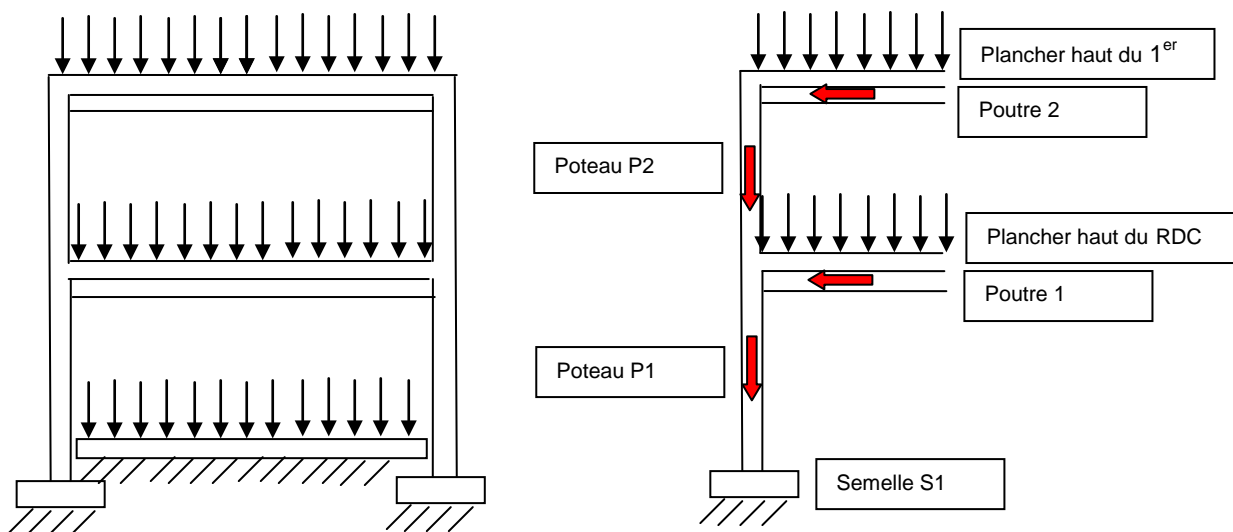 Plancher haut du 1er
Poutre 2
Poteau P2
Plancher haut du RDC
Poutre 1
Poteau P1
Semelle S1